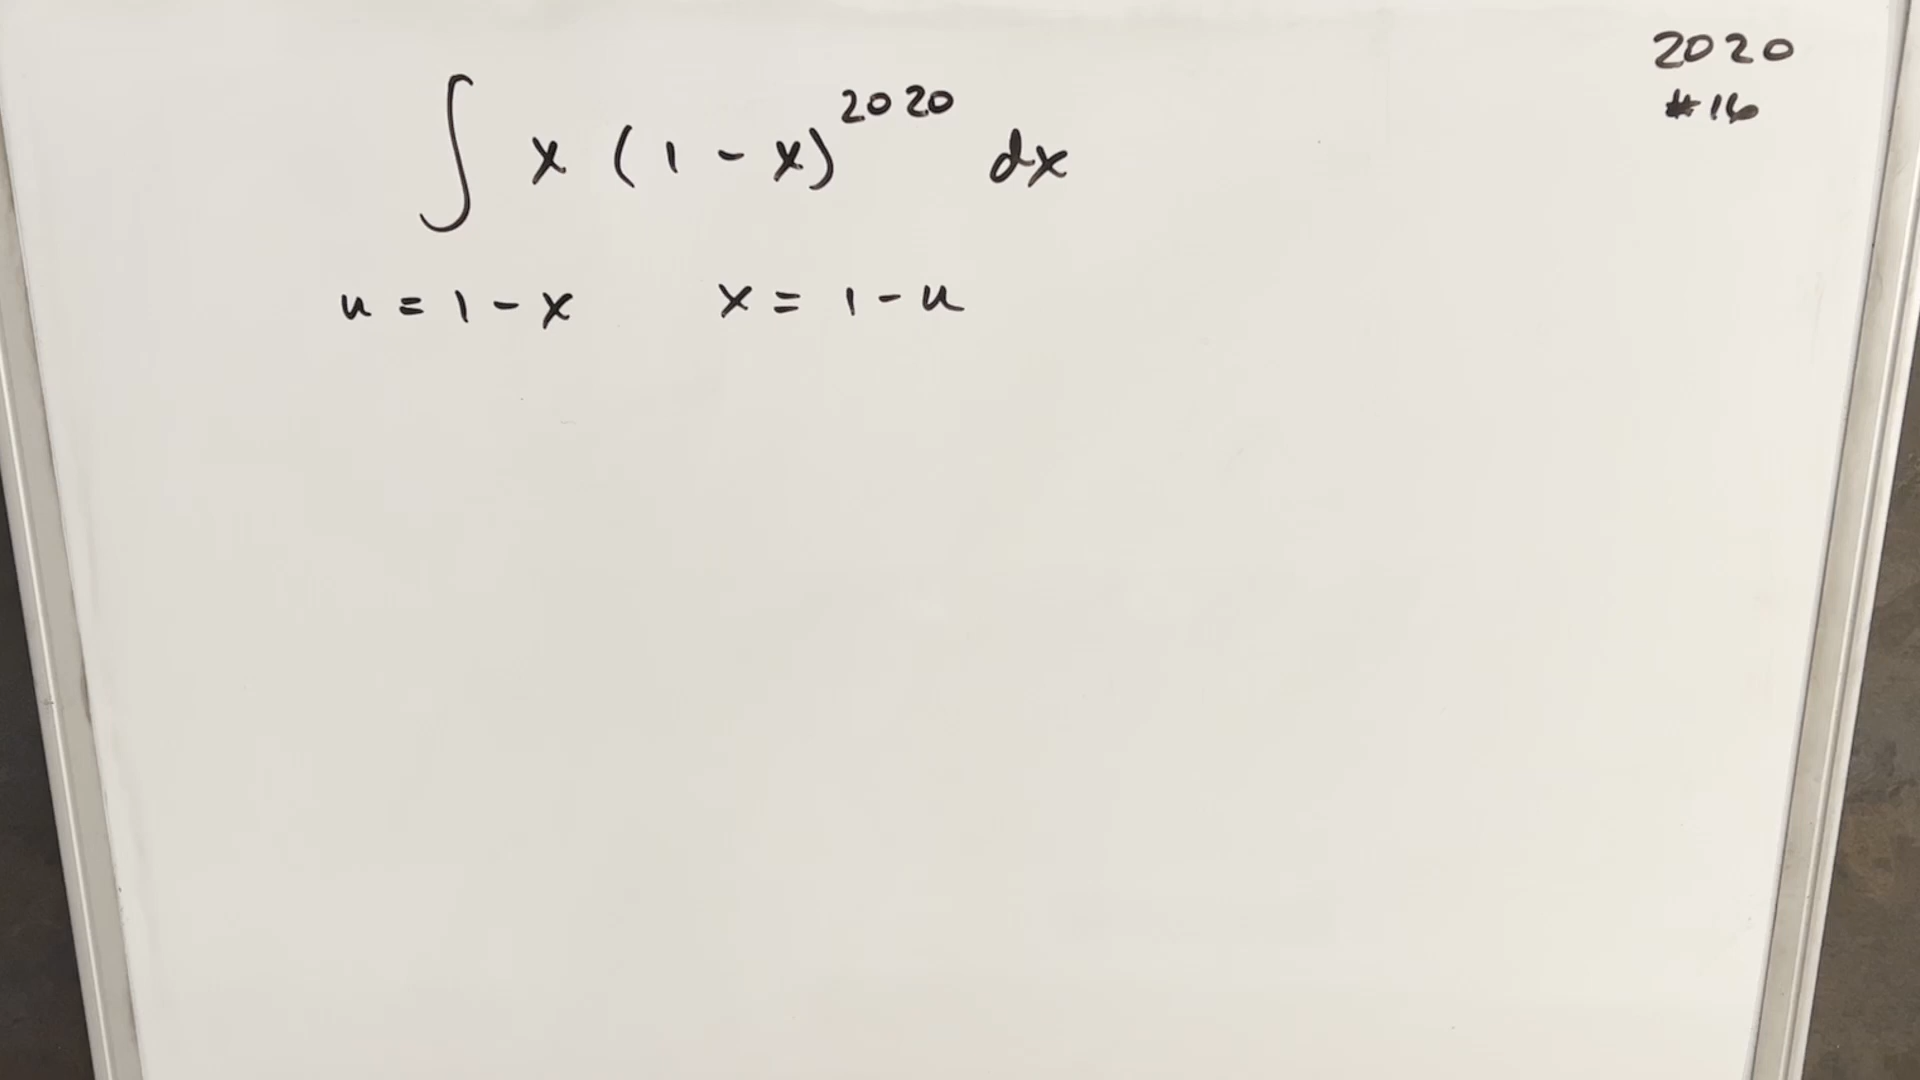 2020
#16
∫ x (1 - x)^2020 dx
u = 1 - x    x = 1 - u